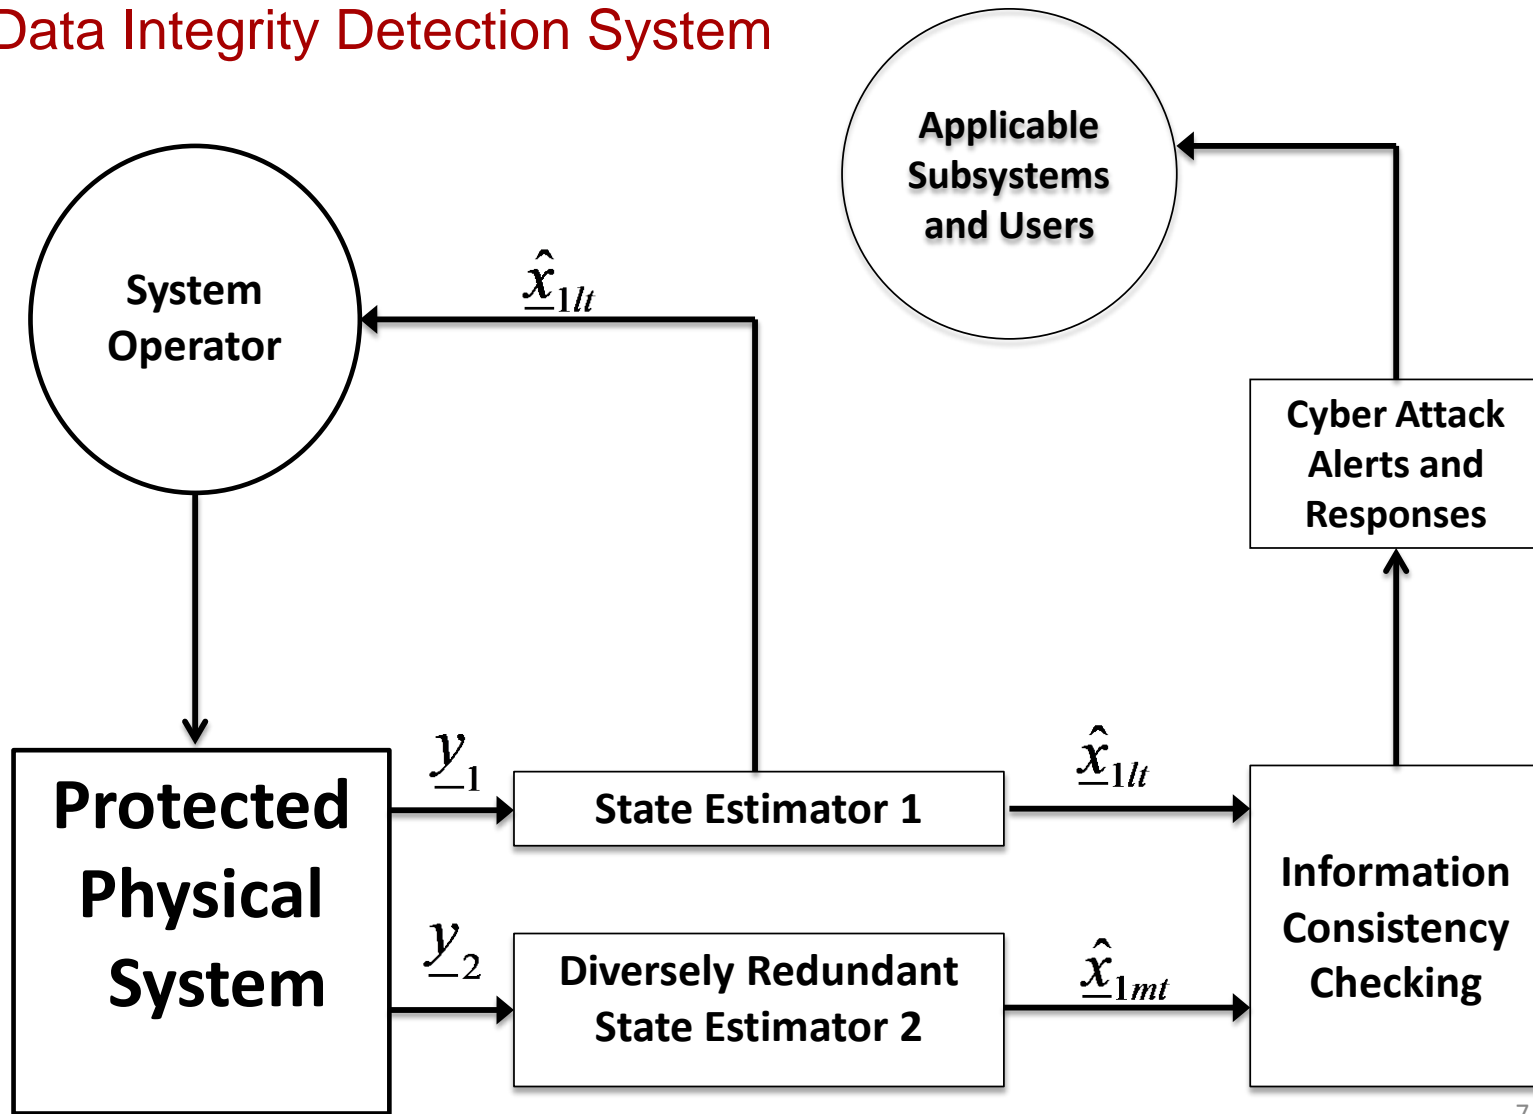 Data Integrity Detection System
Applicable
Subsystems
and Users
System
Operator
x̂₁lt
Cyber Attack
Alerts and
Responses
Protected
Physical
System
y₁
State Estimator 1
x̂₁lt
y₂
Diversely Redundant
State Estimator 2
x̂₁mt
Information
Consistency
Checking
7